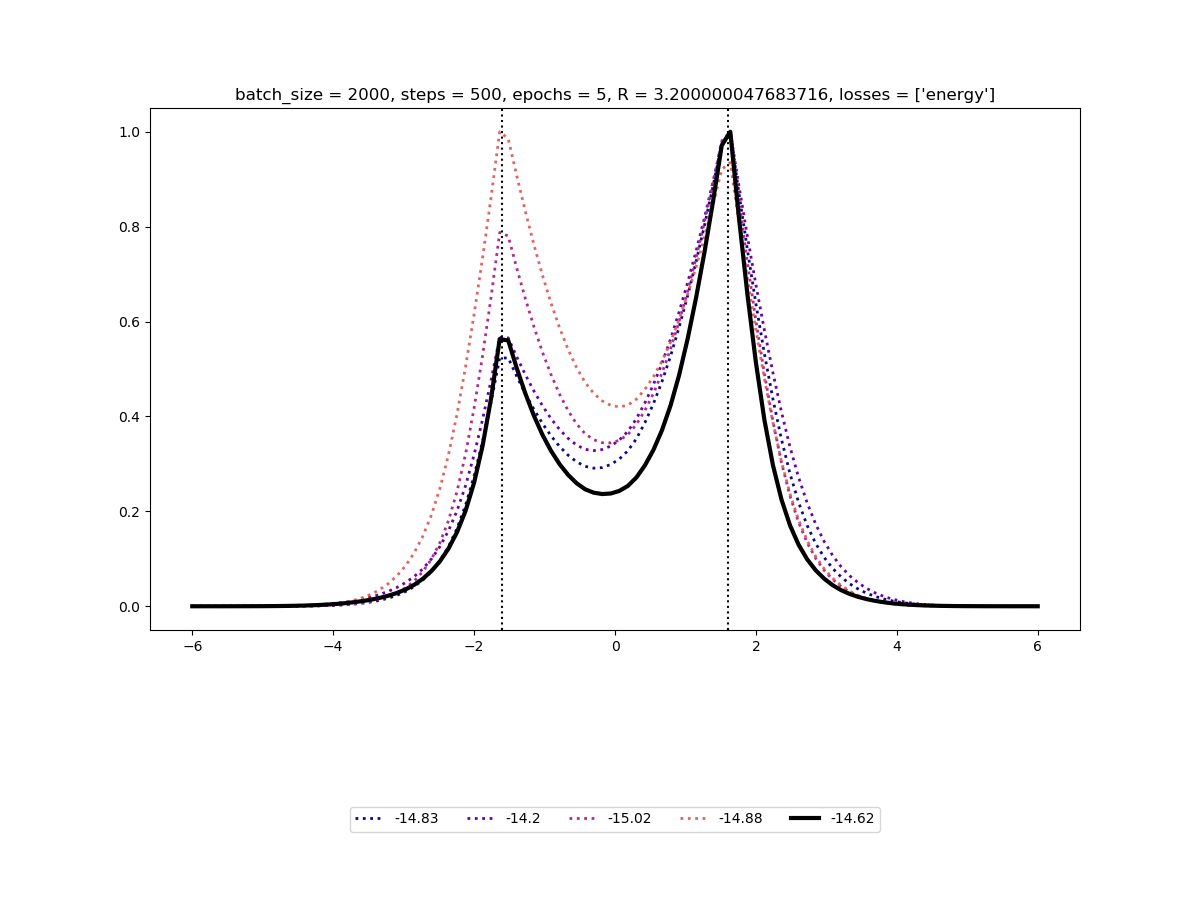 batch_size = 2000, steps = 500, epochs = 5, R = 3.200000047683716, losses = ['energy']
1.0
0.8
0.6
0.4
0.2
0.0
−6 −4 −2 0 2 4 6
-14.83 -14.2 -15.02 -14.88 -14.62